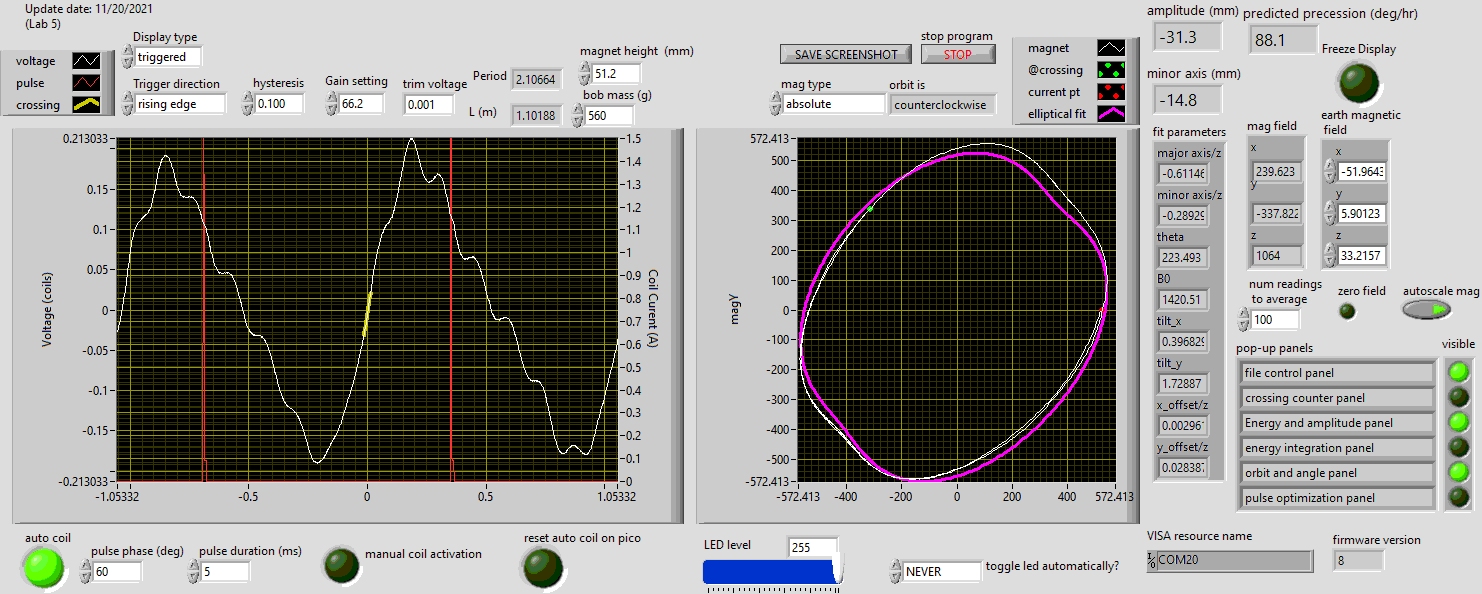 Update date: 11/20/2021
(Lab 5)
voltage
pulse
crossing
Display type
triggered
Trigger direction
rising edge
hysteresis
0.100
Gain setting
66.2
trim voltage
0.001
Period
2.10664
L (m)
1.10188
magnet height (mm)
51.2
bob mass (g)
560
SAVE SCREENSHOT
stop program
STOP
mag type
absolute
orbit is
counterclockwise
magnet
@crossing
current pt
elliptical fit
amplitude (mm)
-31.3
predicted precession (deg/hr)
88.1
Freeze Display
minor axis (mm)
-14.8
fit parameters
major axis/z
-0.61146
minor axis/z
-0.28929
theta
223.493
B0
1420.51
tilt_x
0.396829
tilt_y
1.72887
x_offset/z
0.00296
y_offset/z
0.028387
mag field
x
239.623
y
-337.822
z
1064
earth magnetic
field
x
-51.9643
y
5.90123
z
33.2157
num readings
to average
100
zero field
autoscale mag
pop-up panels
visible
file control panel
crossing counter panel
Energy and amplitude panel
energy integration panel
orbit and angle panel
pulse optimization panel
Voltage (coils)
0.213033
0.15
0.1
0.05
0
-0.05
-0.1
-0.15
-0.213033
-1.05332
-0.5
0
0.5
1.05332
Coil Curent (A)
1.5
1.4
1.3
1.2
1.1
1
0.9
0.8
0.7
0.6
0.5
0.4
0.3
0.2
0.1
0
magy
572.413
500
400
300
200
100
0
-100
-200
-300
-400
-500
-572.413
-572.413
-400
-200
0
200
400
572.413
auto coil
pulse phase (deg)
60
pulse duration (ms)
5
manual coil activation
reset auto coil on pico
LED level
255
NEVER
toggle led automatically?
VISA resource name
COM20
firmware version
8